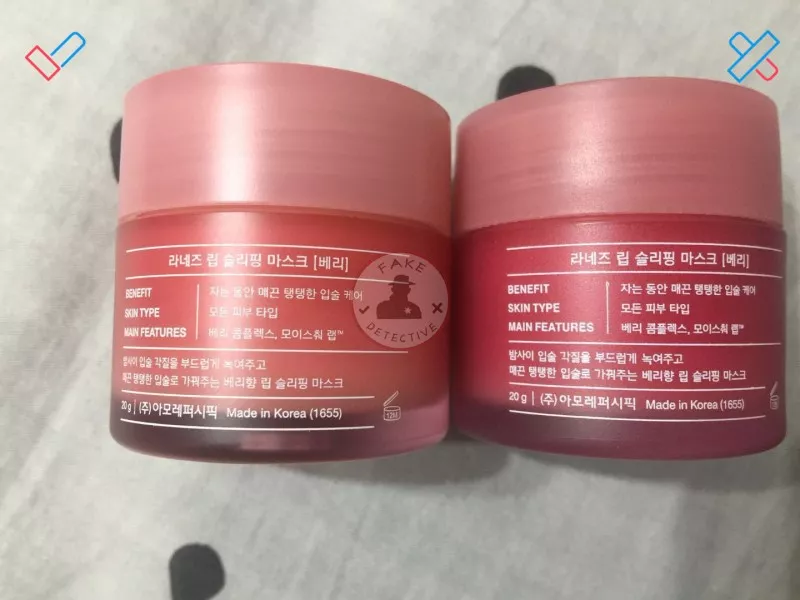 라네즈 립 슬리핑 마스크 [베리]
BENEFIT 자는 동안 매끈 탱탱한 입술 케어
SKIN TYPE 모든 피부 타입
MAIN FEATURES 베리 콤플렉스, 모이스춰 랩™
밤사이 입술 각질을 부드럽게 녹여주고
매끈 탱탱한 입술로 가꿔주는 베리향 립 슬리핑 마스크
20 g (주)아모레퍼시픽 Made in Korea (1655)
12M
FAKE
DETECTIVE
라네즈 립 슬리핑 마스크 [베리]
BENEFIT 자는 동안 매끈 탱탱한 입술 케어
SKIN TYPE 모든 피부 타입
MAIN FEATURES 베리 콤플렉스, 모이스춰 랩™
밤사이 입술 각질을 부드럽게 녹여주고
매끈 탱탱한 입술로 가꿔주는 베리향 립 슬리핑 마스크
20 g (주)아모레퍼시픽 Made in Korea (1655)